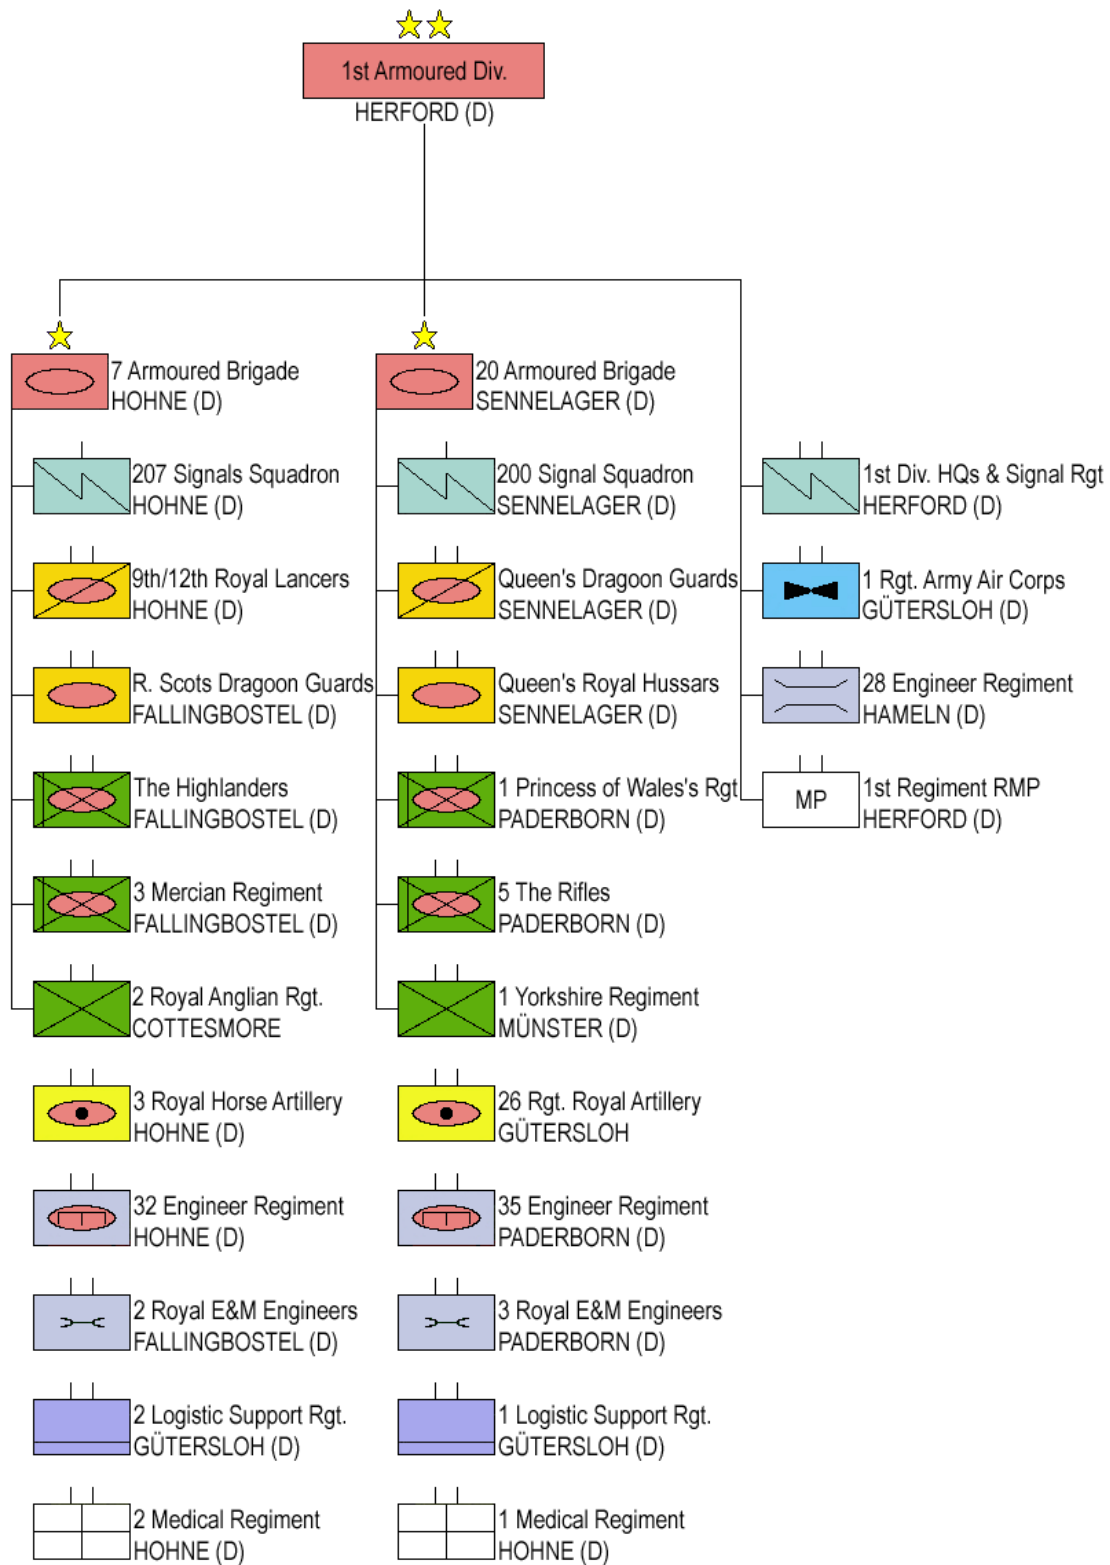 1st Armoured Div.
HERFORD (D)
7 Armoured Brigade
HOHNE (D)
207 Signals Squadron
HOHNE (D)
9th/12th Royal Lancers
HOHNE (D)
R. Scots Dragoon Guards
FALLINGBOSTEL (D)
The Highlanders
FALLINGBOSTEL (D)
3 Mercian Regiment
FALLINGBOSTEL (D)
2 Royal Anglian Rgt.
COTTESMORE
3 Royal Horse Artillery
HOHNE (D)
32 Engineer Regiment
HOHNE (D)
2 Royal E&M Engineers
FALLINGBOSTEL (D)
2 Logistic Support Rgt.
GÜTERSLOH (D)
2 Medical Regiment
HOHNE (D)
20 Armoured Brigade
SENNELAGER (D)
200 Signal Squadron
SENNELAGER (D)
Queen's Dragoon Guards
SENNELAGER (D)
Queen's Royal Hussars
SENNELAGER (D)
1 Princess of Wales's Rgt
PADERBORN (D)
5 The Rifles
PADERBORN (D)
1 Yorkshire Regiment
MÜNSTER (D)
26 Rgt. Royal Artillery
GÜTERSLOH
35 Engineer Regiment
PADERBORN (D)
3 Royal E&M Engineers
PADERBORN (D)
1 Logistic Support Rgt.
GÜTERSLOH (D)
1 Medical Regiment
HOHNE (D)
1st Div. HQs & Signal Rgt
HERFORD (D)
1 Rgt. Army Air Corps
GÜTERSLOH (D)
28 Engineer Regiment
HAMELN (D)
MP
1st Regiment RMP
HERFORD (D)